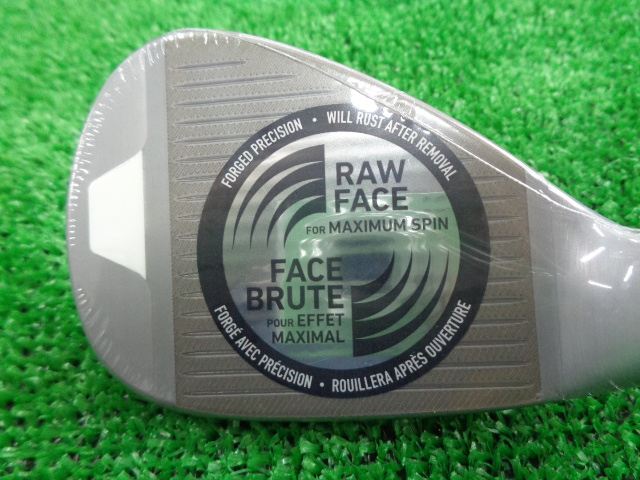 FORGED PRECISION • WILL RUST AFTER REMOVAL
RAW
FACE
FOR MAXIMUM SPIN
FACE
BRUTE
POUR EFFET
MAXIMAL
FORGÉ AVEC PRÉCISION • ROUILLERA APRÈS OUVERTURE